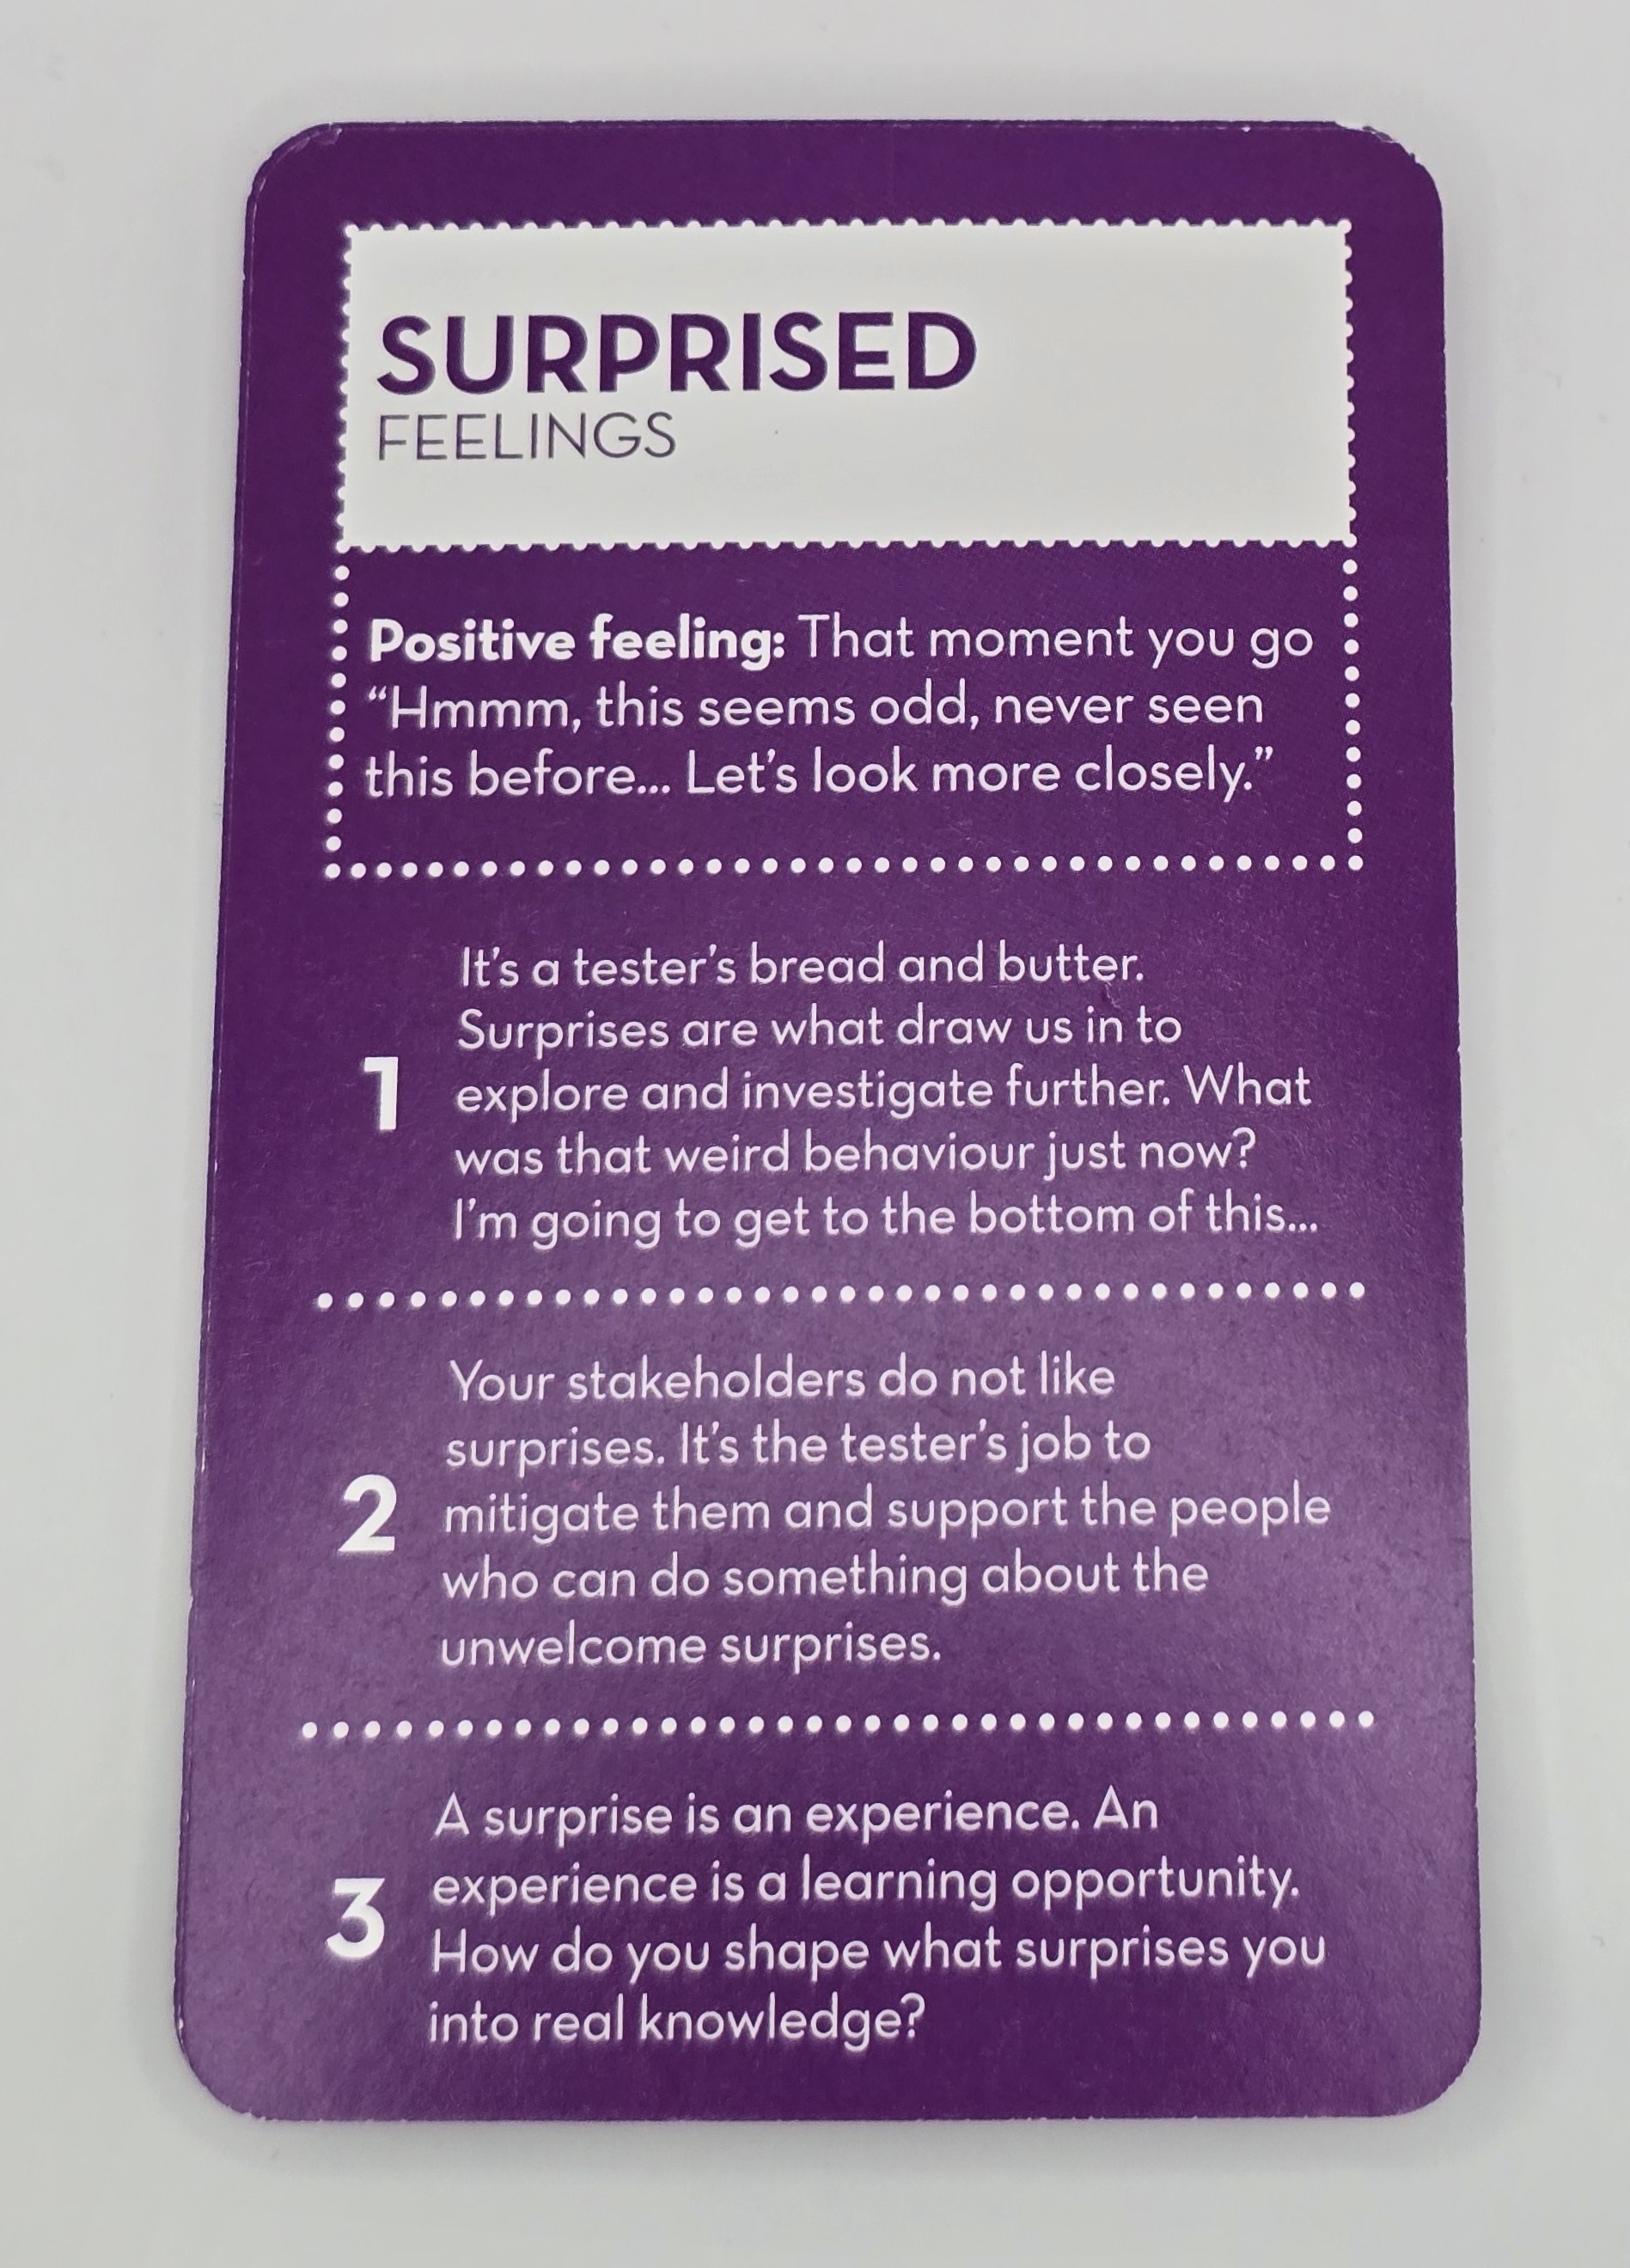 SURPRISED
FEELINGS
Positive feeling: That moment you go
“Hmmm, this seems odd, never seen
this before... Let’s look more closely.”
1
It’s a tester’s bread and butter.
Surprises are what draw us in to
explore and investigate further. What
was that weird behaviour just now?
I’m going to get to the bottom of this...
2
Your stakeholders do not like
surprises. It’s the tester’s job to
mitigate them and support the people
who can do something about the
unwelcome surprises.
3
A surprise is an experience. An
experience is a learning opportunity.
How do you shape what surprises you
into real knowledge?